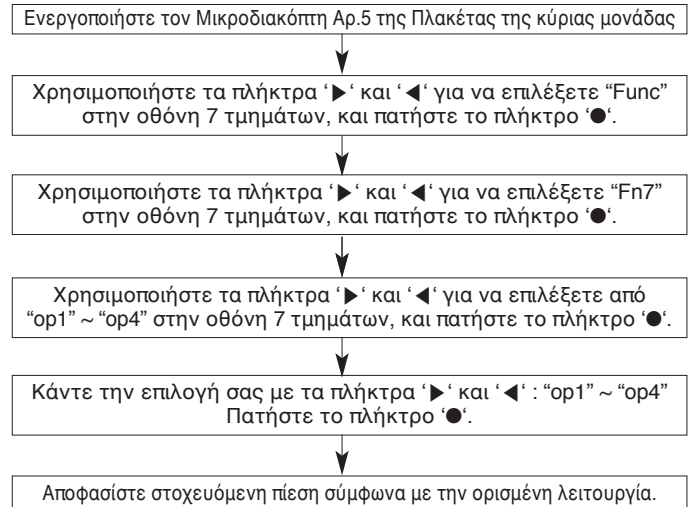 Ενεργοποιήστε τον Μικροδιακόπτη Αρ.5 της Πλακέτας της κύριας μονάδας
Χρησιμοποιήστε τα πλήκτρα ‘▶‘ και ‘◀‘ για να επιλέξετε “Func”
στην οθόνη 7 τμημάτων, και πατήστε το πλήκτρο ‘●‘.
Χρησιμοποιήστε τα πλήκτρα ‘▶‘ και ‘◀‘ για να επιλέξετε “Fn7”
στην οθόνη 7 τμημάτων, και πατήστε το πλήκτρο ‘●‘.
Χρησιμοποιήστε τα πλήκτρα ‘▶‘ και ‘◀‘ για να επιλέξετε από
“op1” ~ “op4” στην οθόνη 7 τμημάτων, και πατήστε το πλήκτρο ‘●‘.
Κάντε την επιλογή σας με τα πλήκτρα ‘▶‘ και ‘◀‘ : “op1” ~ “op4”
Πατήστε το πλήκτρο ‘●‘.
Αποφασίστε στοχευόμενη πίεση σύμφωνα με την ορισμένη λειτουργία.